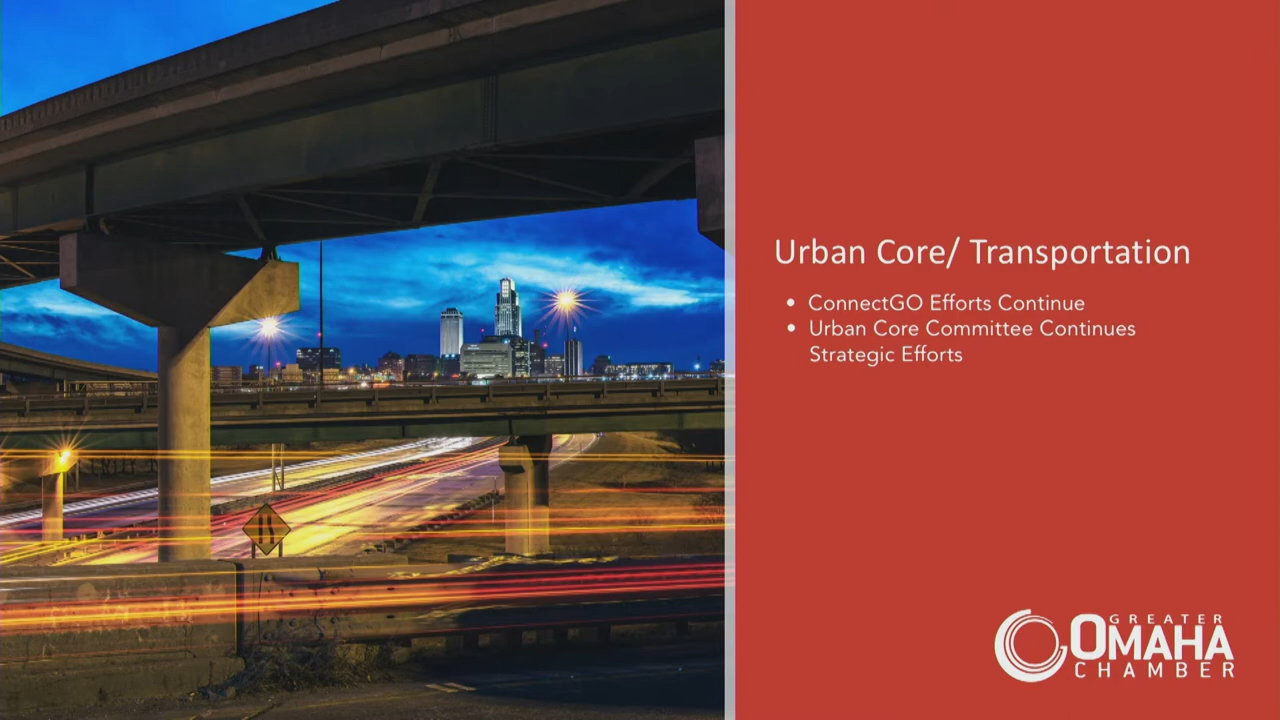 Urban Core/ Transportation
• ConnectGO Efforts Continue
• Urban Core Committee Continues
Strategic Efforts
GREATER
OMAHA
CHAMBER